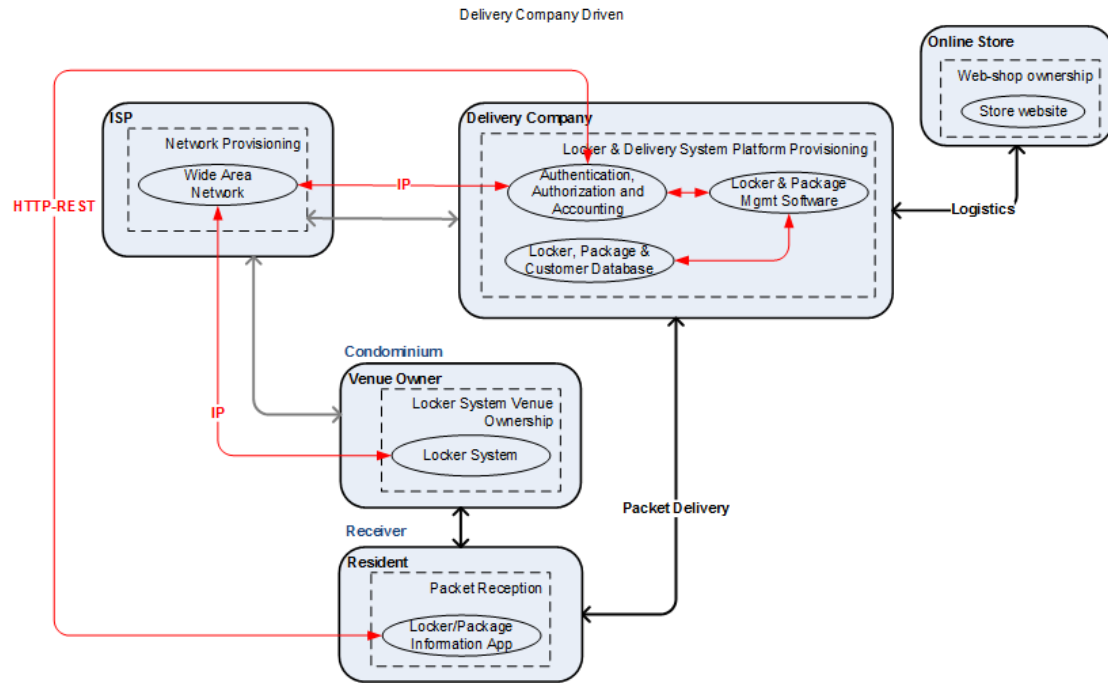 Delivery Company Driven
Online Store
Web-shop ownership
Store website
ISP
Network Provisioning
Wide Area
Network
Delivery Company
Locker & Delivery System Platform Provisioning
Authentication,
Authorization and
Accounting
Locker & Package
Mgmt Software
Locker, Package &
Customer Database
IP
HTTP-REST
Logistics
Condominium
Venue Owner
Locker System Venue
Ownership
Locker System
IP
Packet Delivery
Receiver
Resident
Packet Reception
Locker/Package
Information App